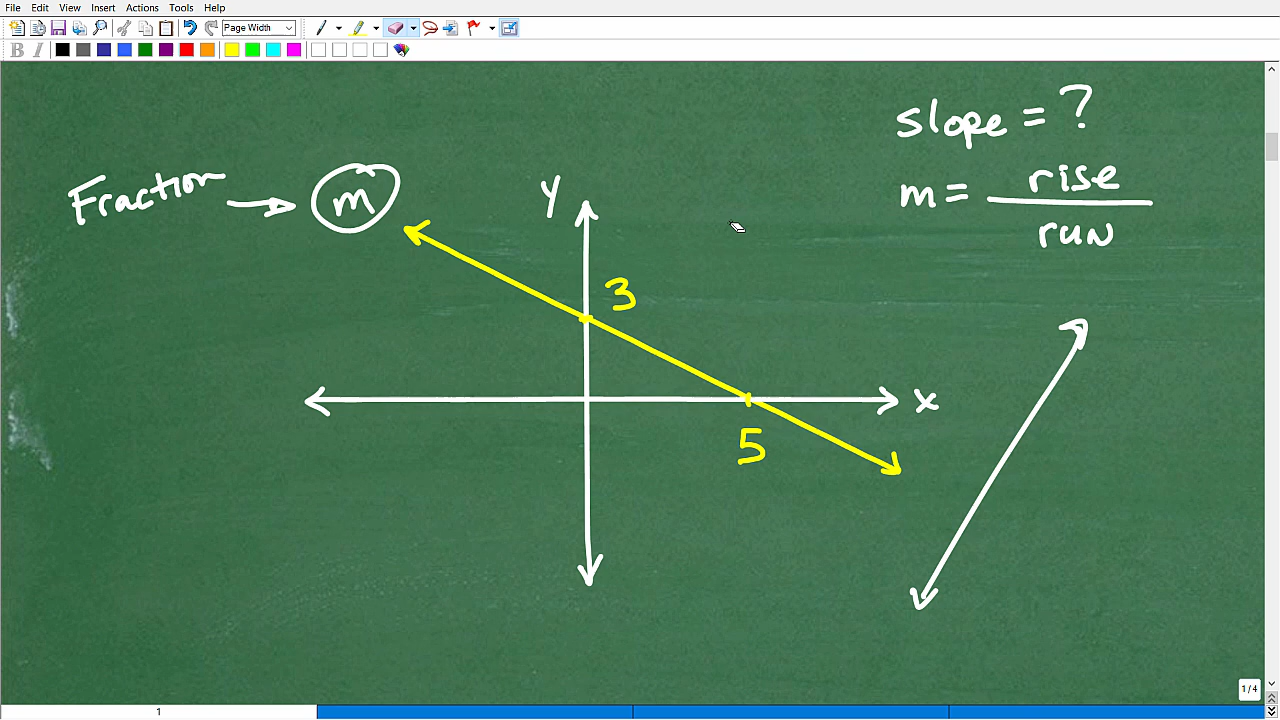 File Edit View Insert Actions Tools Help
Page Width
B I
slope = ?
Fraction → m
m = rise
run
y
3
x
5
1/4
1